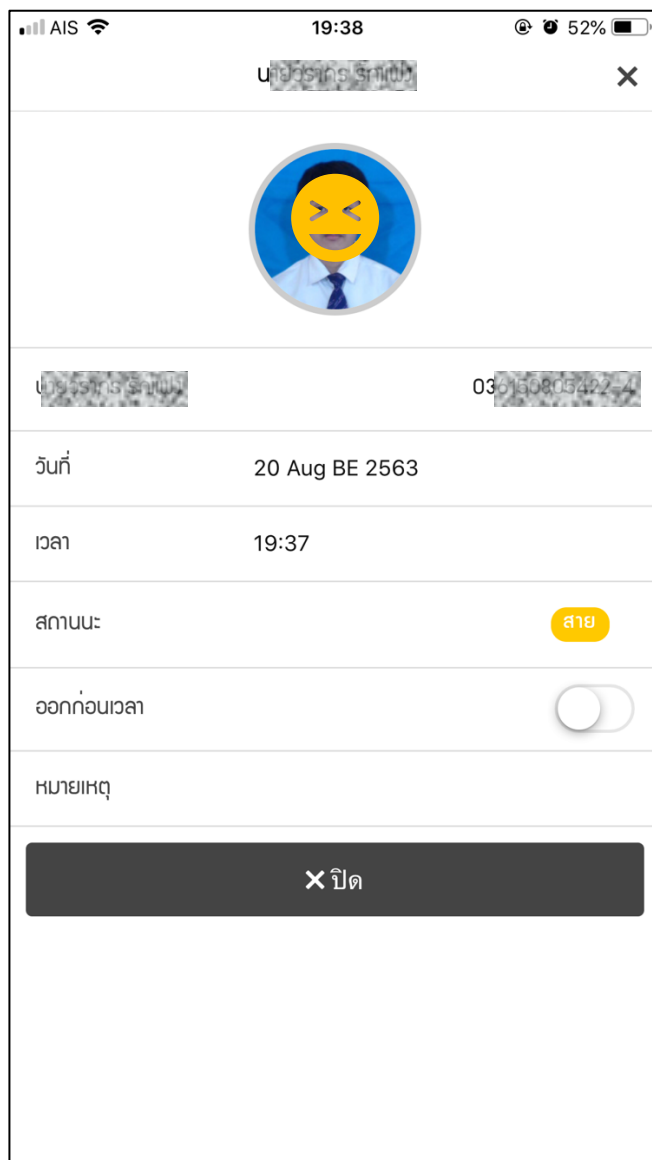 AIS 19:38 52%
วันที่ 20 Aug BE 2563
เวลา 19:37
สถานนะ สาย
ออกก่อนเวลา
หมายเหตุ
ปิด